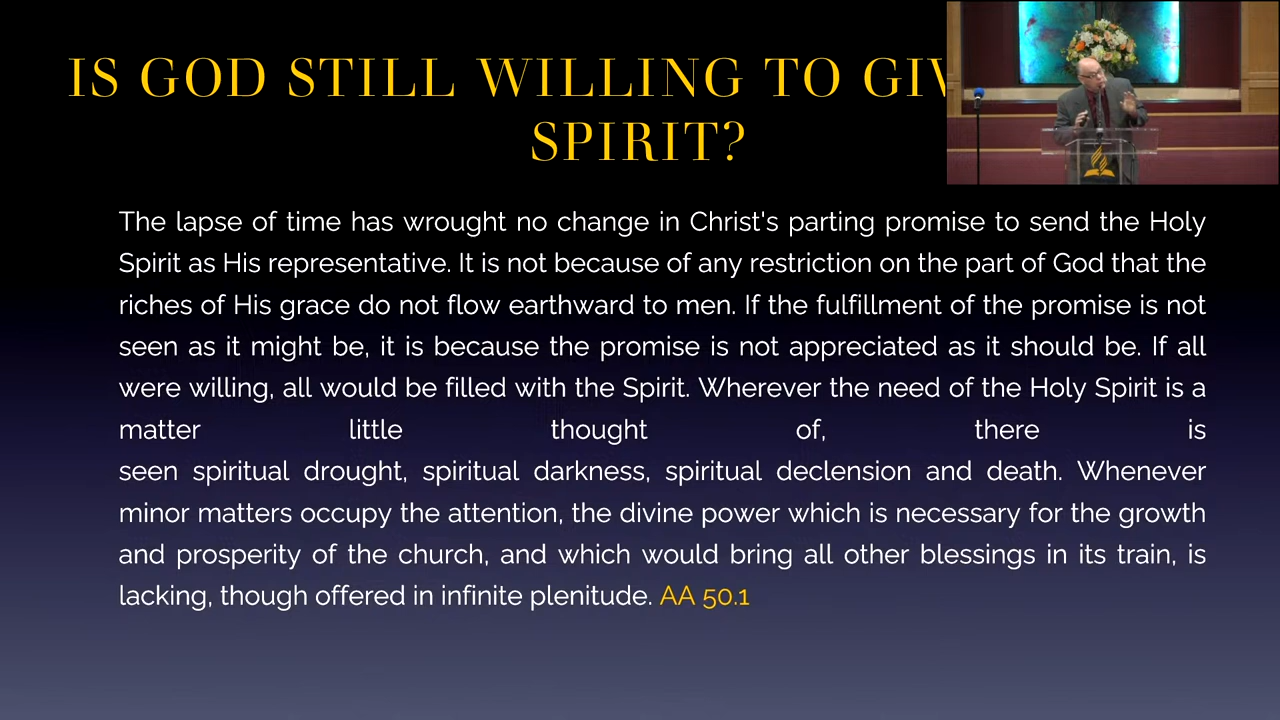 IS GOD STILL WILLING TO
SPIRIT?
The lapse of time has wrought no change in Christ's parting promise to send the Holy
Spirit as His representative. It is not because of any restriction on the part of God that the
riches of His grace do not flow earthward to men. If the fulfillment of the promise is not
seen as it might be, it is because the promise is not appreciated as it should be. If all
were willing, all would be filled with the Spirit. Wherever the need of the Holy Spirit is a
matter little thought of, there is
seen spiritual drought, spiritual darkness, spiritual declension and death. Whenever
minor matters occupy the attention, the divine power which is necessary for the growth
and prosperity of the church, and which would bring all other blessings in its train, is
lacking, though offered in infinite plenitude. AA 50.1